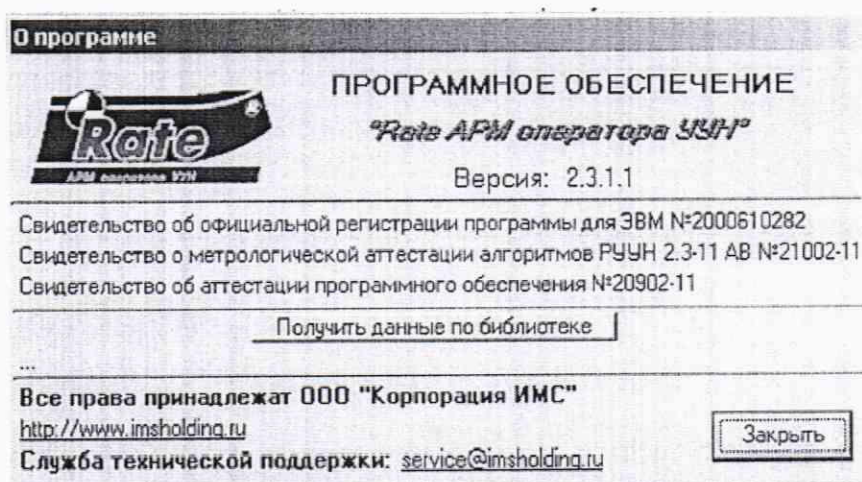 О программе
ПРОГРАММНОЕ ОБЕСПЕЧЕНИЕ
Rate
"Rate АРМ оператора УУН"
АРМ оператора УУН
Версия: 2.3.1.1
Свидетельство об официальной регистрации программы для ЭВМ №2000610282
Свидетельство о метрологической аттестации алгоритмов РУУН 2.3-11 АВ №21002-11
Свидетельство об аттестации программного обеспечения №20902-11
Получить данные по библиотеке
...
Все права принадлежат ООО "Корпорация ИМС"
http://www.imsholding.ru
Закрыть
Служба технической поддержки: service@imsholding.ru